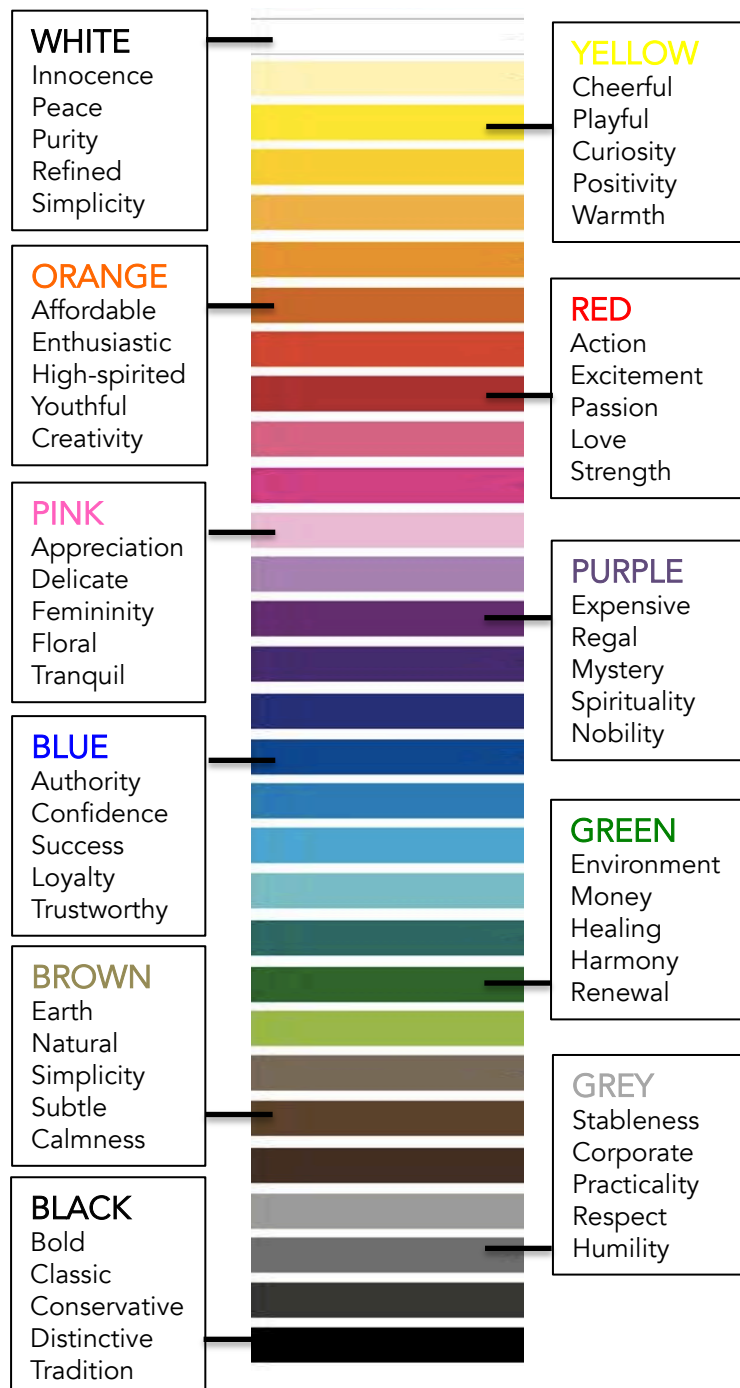 WHITE
Innocence
Peace
Purity
Refined
Simplicity
YELLOW
Cheerful
Playful
Curiosity
Positivity
Warmth
ORANGE
Affordable
Enthusiastic
High-spirited
Youthful
Creativity
RED
Action
Excitement
Passion
Love
Strength
PINK
Appreciation
Delicate
Femininity
Floral
Tranquil
PURPLE
Expensive
Regal
Mystery
Spirituality
Nobility
BLUE
Authority
Confidence
Success
Loyalty
Trustworthy
GREEN
Environment
Money
Healing
Harmony
Renewal
BROWN
Earth
Natural
Simplicity
Subtle
Calmness
GREY
Stableness
Corporate
Practicality
Respect
Humility
BLACK
Bold
Classic
Conservative
Distinctive
Tradition